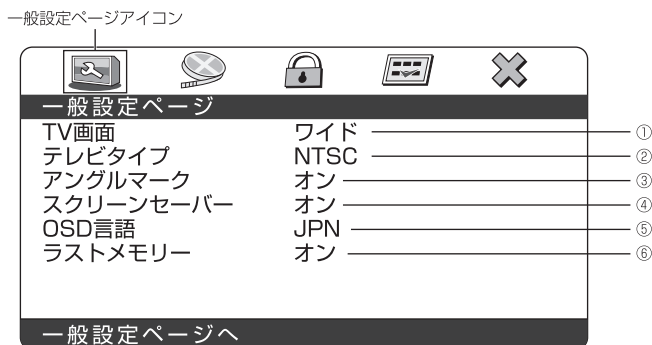 一般設定ページアイコン
一般設定ページ
TV画面 ワイド ①
テレビタイプ NTSC ②
アングルマーク オン ③
スクリーンセーバー オン ④
OSD言語 JPN ⑤
ラストメモリー オン ⑥
一般設定ページへ